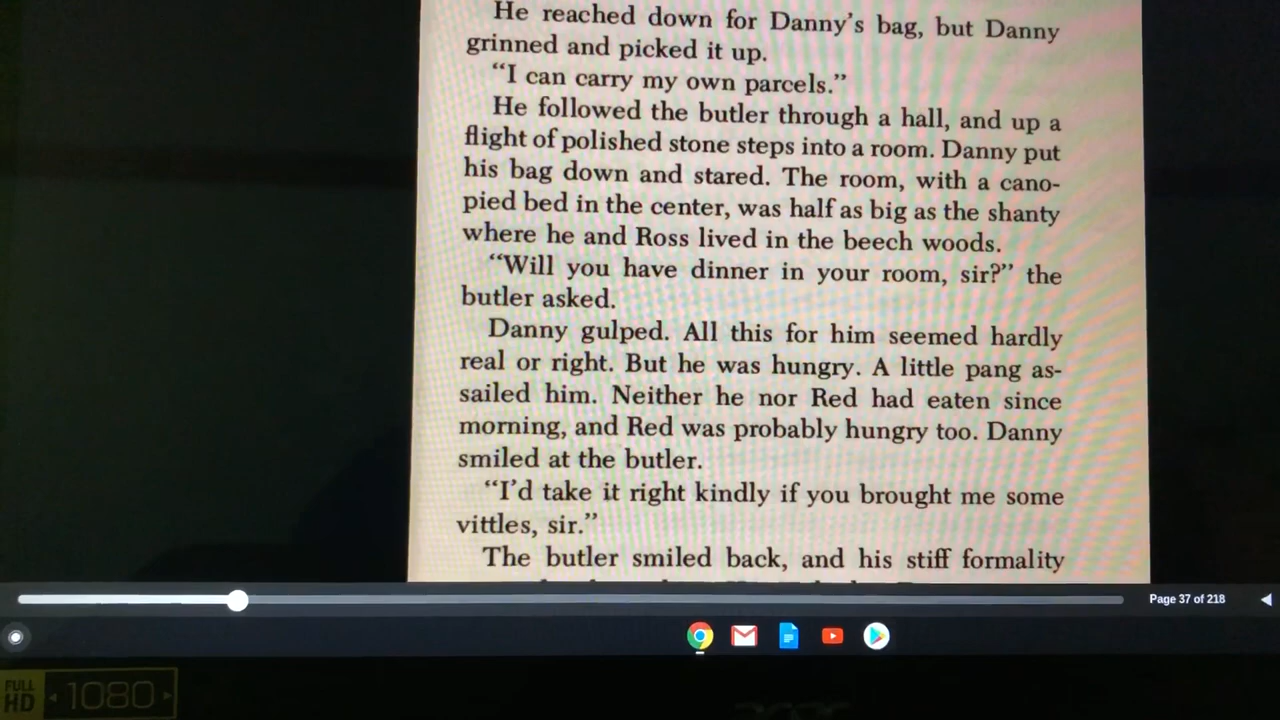 He reached down for Danny's bag, but Danny
grinned and picked it up.
“I can carry my own parcels.”
He followed the butler through a hall, and up a
flight of polished stone steps into a room. Danny put
his bag down and stared. The room, with a cano-
pied bed in the center, was half as big as the shanty
where he and Ross lived in the beech woods.
“Will you have dinner in your room, sir?” the
butler asked.
Danny gulped. All this for him seemed hardly
real or right. But he was hungry. A little pang as-
sailed him. Neither he nor Red had eaten since
morning, and Red was probably hungry too. Danny
smiled at the butler.
“I'd take it right kindly if you brought me some
vittles, sir.”
The butler smiled back, and his stiff formality
Page 37 of 218
FULL HD 1080